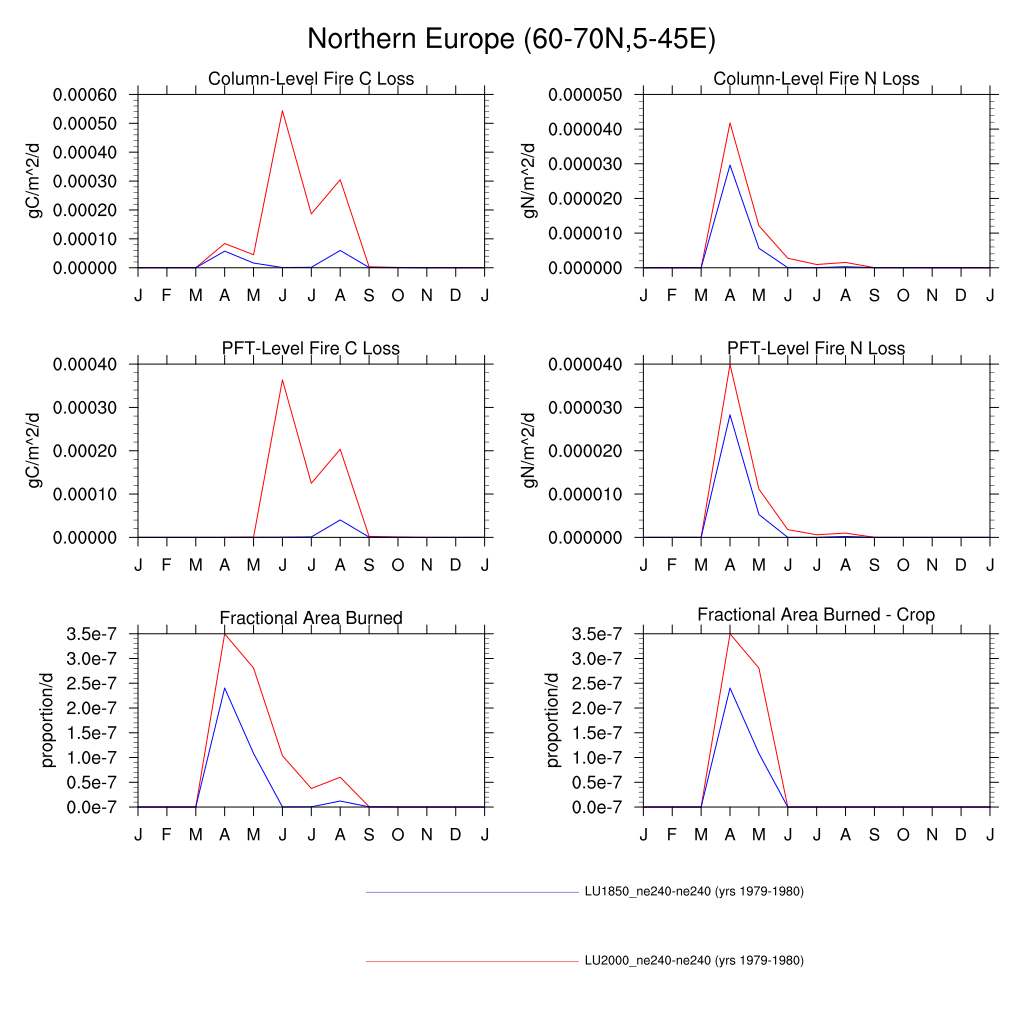 Northern Europe (60-70N,5-45E)
Column-Level Fire C Loss
gC/m^2/d
0.00060
0.00050
0.00040
0.00030
0.00020
0.00010
0.00000
J F M A M J J A S O N D J
Column-Level Fire N Loss
gN/m^2/d
0.000050
0.000040
0.000030
0.000020
0.000010
0.000000
J F M A M J J A S O N D J
PFT-Level Fire C Loss
gC/m^2/d
0.00040
0.00030
0.00020
0.00010
0.00000
J F M A M J J A S O N D J
PFT-Level Fire N Loss
gN/m^2/d
0.000040
0.000030
0.000020
0.000010
0.000000
J F M A M J J A S O N D J
Fractional Area Burned
proportion/d
3.5e-7
3.0e-7
2.5e-7
2.0e-7
1.5e-7
1.0e-7
0.5e-7
0.0e-7
J F M A M J J A S O N D J
Fractional Area Burned - Crop
proportion/d
3.5e-7
3.0e-7
2.5e-7
2.0e-7
1.5e-7
1.0e-7
0.5e-7
0.0e-7
J F M A M J J A S O N D J
LU1850_ne240-ne240 (yrs 1979-1980)
LU2000_ne240-ne240 (yrs 1979-1980)